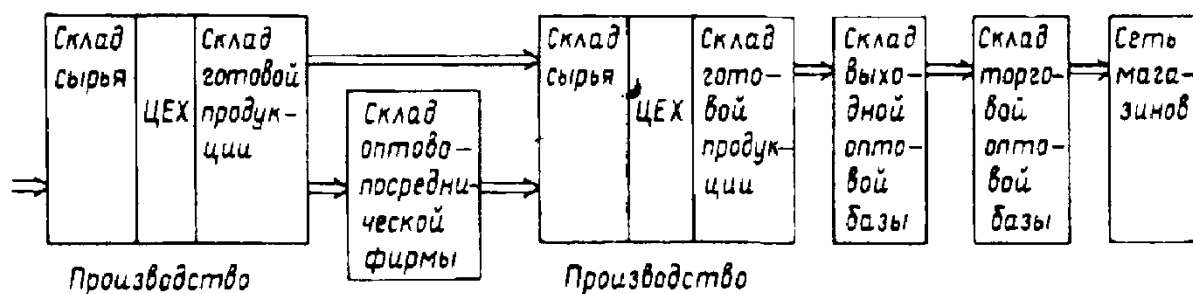 Склад
сырья
ЦЕХ
Склад
готовой
продук-
ции
Производство
Склад
оптово-
посредни-
ческой
фирмы
Склад
сырья
ЦЕХ
Склад
гото-
вой
продук-
ции
Производство
Склад
выхо-
дной
опто-
вой
базы
Склад
торго-
вой
опто-
вой
базы
Сеть
мага-
зинов